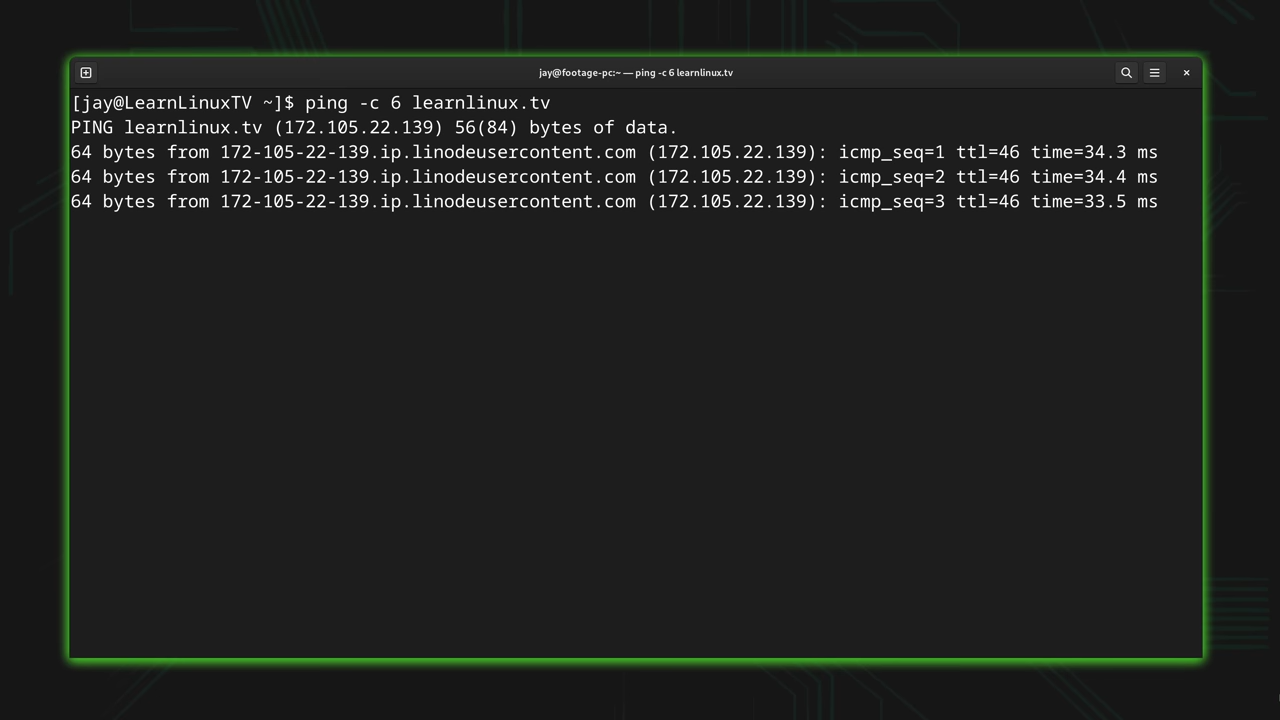 jay@footage-pc:~ — ping -c 6 learnlinux.tv
[jay@LearnLinuxTV ~]$ ping -c 6 learnlinux.tv
PING learnlinux.tv (172.105.22.139) 56(84) bytes of data.
64 bytes from 172-105-22-139.ip.linodeusercontent.com (172.105.22.139): icmp_seq=1 ttl=46 time=34.3 ms
64 bytes from 172-105-22-139.ip.linodeusercontent.com (172.105.22.139): icmp_seq=2 ttl=46 time=34.4 ms
64 bytes from 172-105-22-139.ip.linodeusercontent.com (172.105.22.139): icmp_seq=3 ttl=46 time=33.5 ms